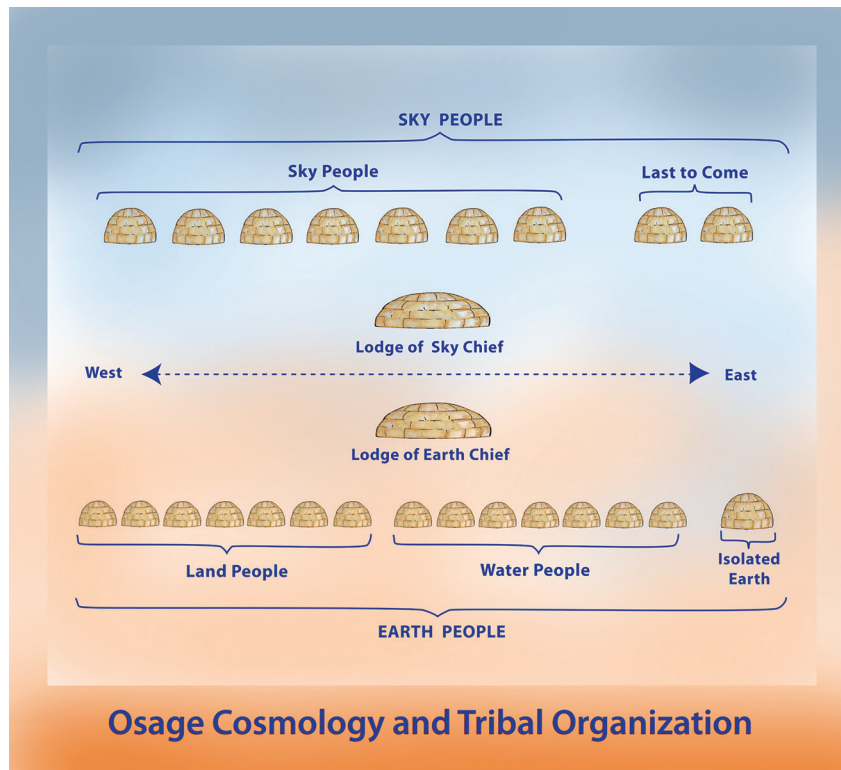 SKY PEOPLE
Sky People
Last to Come
Lodge of Sky Chief
West
East
Lodge of Earth Chief
Land People
Water People
Isolated
Earth
EARTH PEOPLE
Osage Cosmology and Tribal Organization